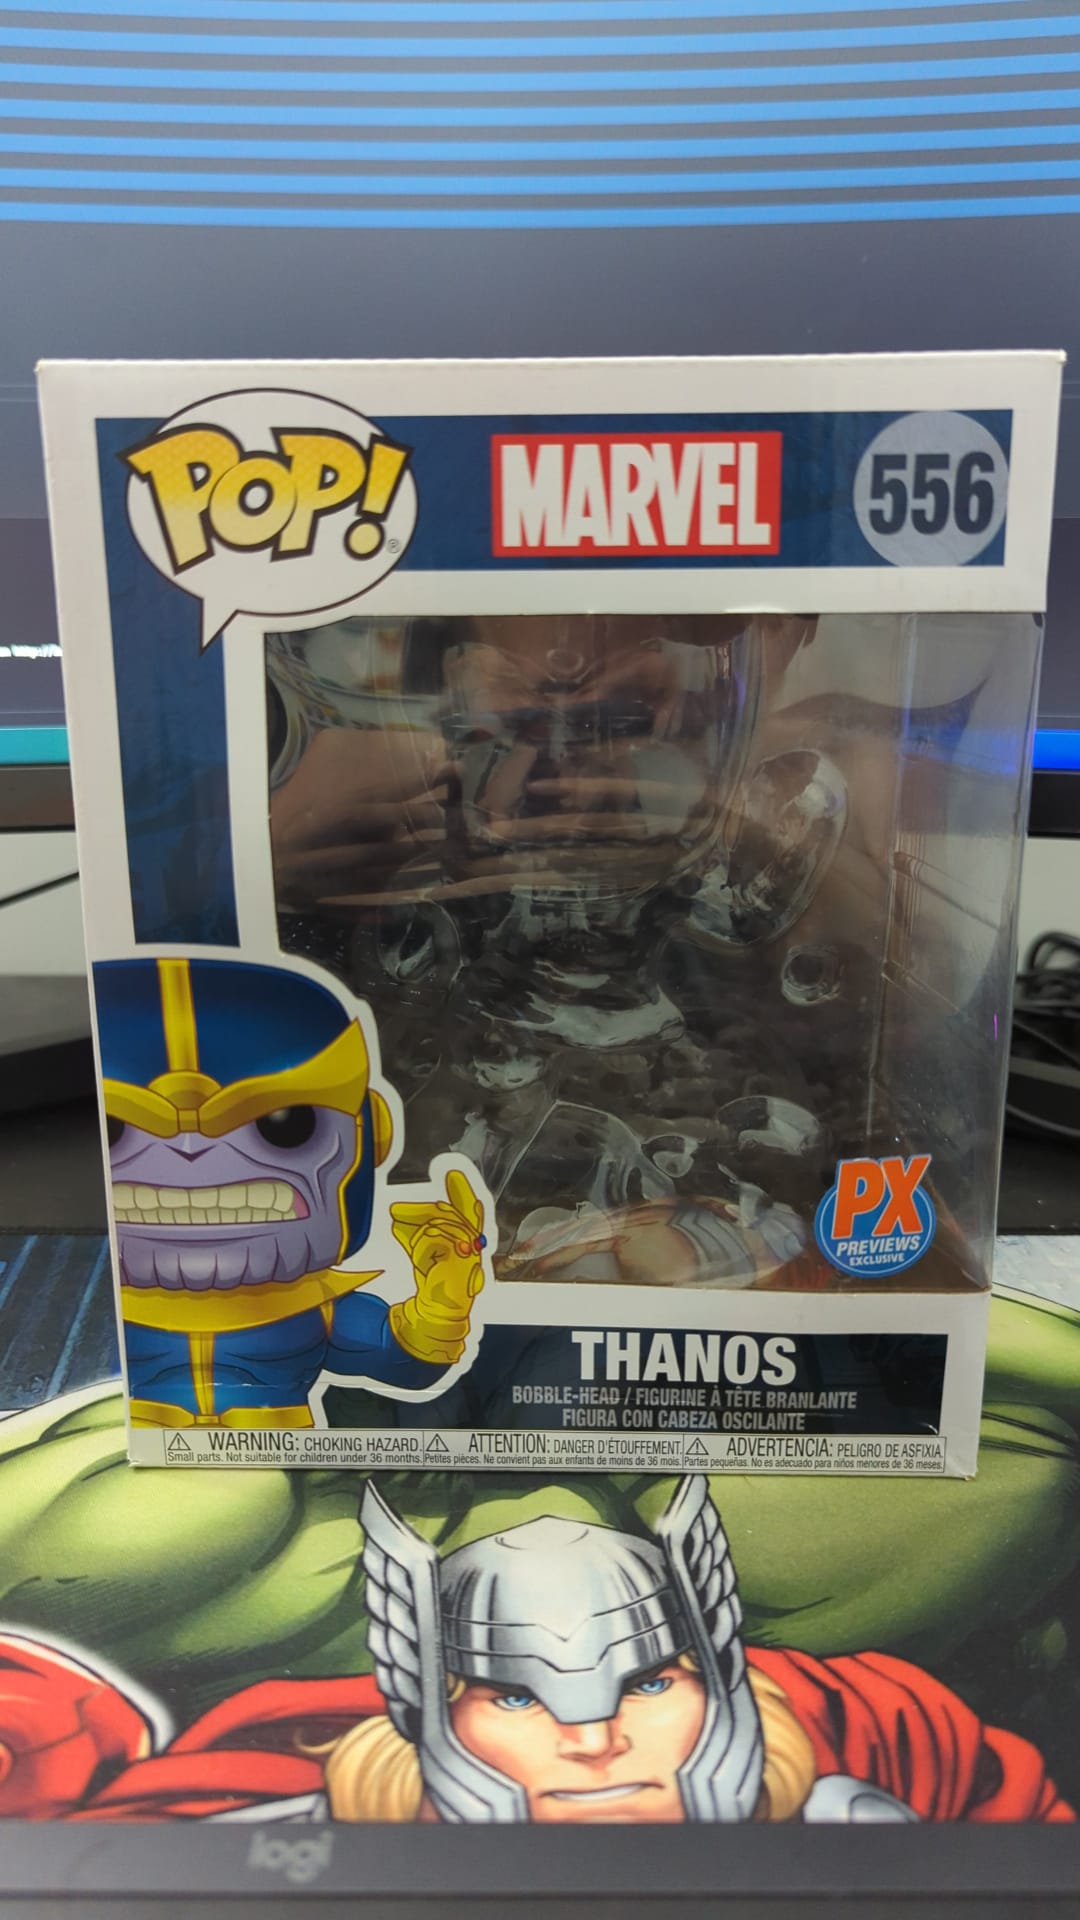 POP!
MARVEL
556
PX
PREVIEWS
EXCLUSIVE
THANOS
BOBBLE-HEAD / FIGURINE À TÊTE BRANLANTE
FIGURA CON CABEZA OSCILANTE
WARNING: CHOKING HAZARD.
Small parts. Not suitable for children under 36 months.
ATTENTION: DANGER D'ÉTOUFFEMENT.
Petites pièces. Ne convient pas aux enfants de moins de 36 mois.
ADVERTENCIA: PELIGRO DE ASFIXIA.
Partes pequeñas. No es adecuado para niños menores de 36 meses.
logi